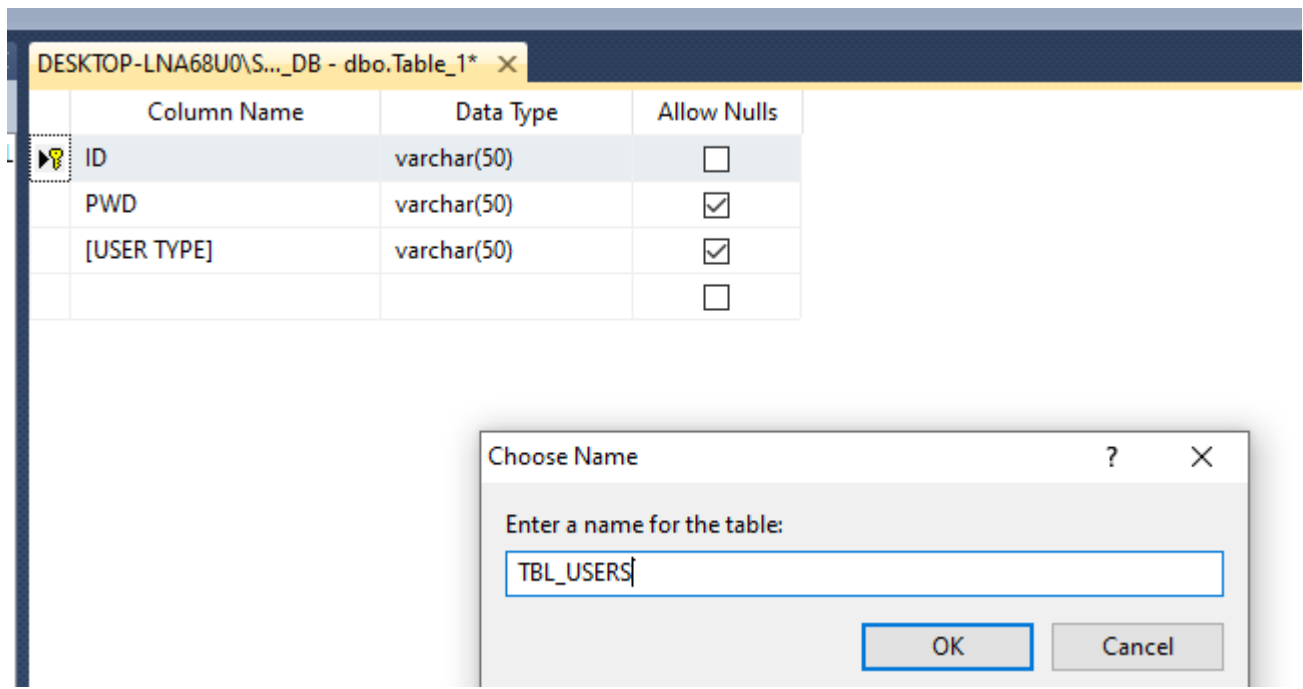 DESKTOP-LNA68U0\S..._DB - dbo.Table_1*
Column Name Data Type Allow Nulls
ID varchar(50)
PWD varchar(50)
[USER TYPE] varchar(50)
Choose Name ?
Enter a name for the table:
TBL_USERS
OK Cancel